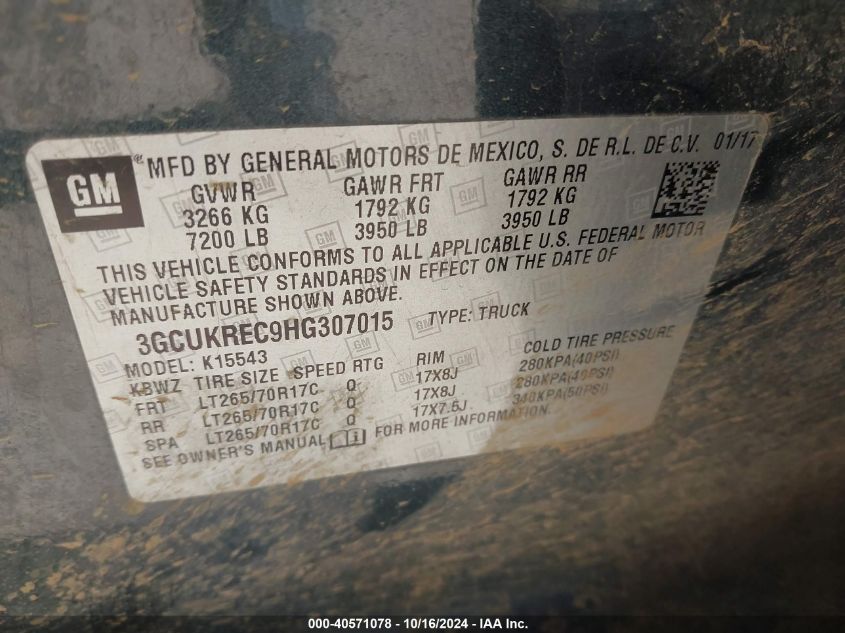 GM
® MFD BY GENERAL MOTORS DE MEXICO, S. DE R.L. DE C.V. 01/17
GVWR GAWR FRT GAWR RR
3266 KG 1792 KG 1792 KG
7200 LB 3950 LB 3950 LB
THIS VEHICLE CONFORMS TO ALL APPLICABLE U.S. FEDERAL MOTOR
VEHICLE SAFETY STANDARDS IN EFFECT ON THE DATE OF
MANUFACTURE SHOWN ABOVE.
3GCUKREC9HG307015 TYPE: TRUCK
MODEL: K15543
KBWZ TIRE SIZE SPEED RTG RIM COLD TIRE PRESSURE
FRT LT265/70R17C Q 17X8J 280KPA(40PSI)
RR LT265/70R17C Q 17X8J 280KPA(40PSI)
SPA LT265/70R17C Q 17X7.5J 340KPA(50PSI)
SEE OWNER'S MANUAL FOR MORE INFORMATION.
000-40571078 - 10/16/2024 - IAA Inc.